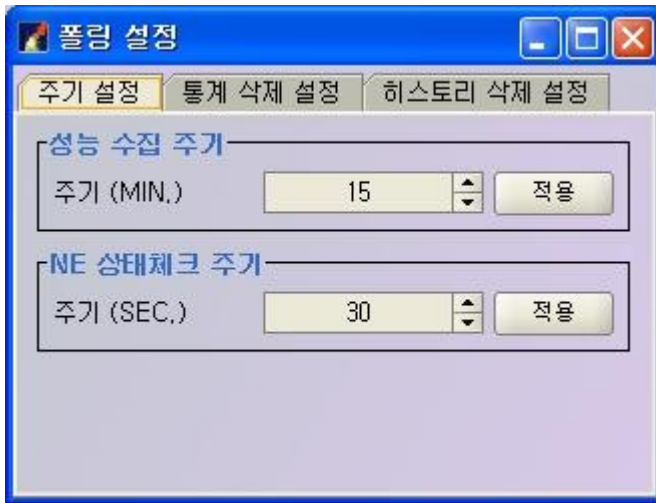 폴링 설정
주기 설정 통계 삭제 설정 히스토리 삭제 설정
성능 수집 주기
주기 (MIN.) 15 적용
NE 상태체크 주기
주기 (SEC.) 30 적용